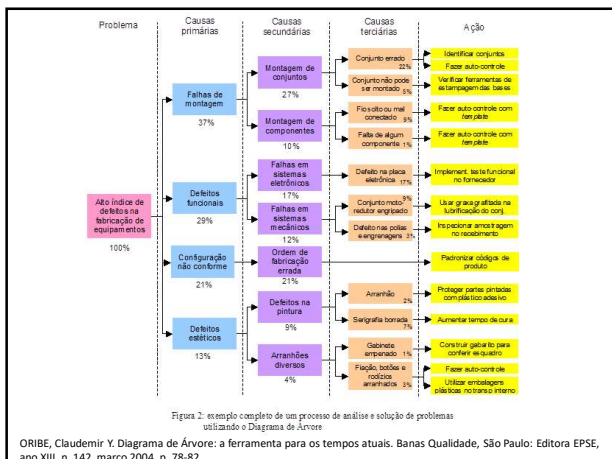 Problema
Causas
primárias
Causas
secundárias
Causas
terciárias
Ação
Alto índice de
defeitos na
fabricação de
equipamentos
100%
Falhas de
montagem
37%
Montagem de
conjuntos
27%
Conjunto errado
22%
Identificar conjuntos
Fazer auto-controle
Conjunto não pode
ser montado
5%
Verificar ferramentas de
estampagem das bases
Montagem de
componentes
10%
Fio solto ou mal
conectado
9%
Fazer auto-controle com
template
Falta de algum
componente
1%
Fazer auto-controle com
template
Defeitos
funcionais
29%
Falhas em
sistemas
eletrônicos
17%
Defeito na placa
eletrônica
17%
Implement. teste funcional
no fornecedor
Falhas em
sistemas
mecânicos
12%
Conjunto moto-
redutor engripado
9%
Usar graxa grafitada na
lubrificação do conj.
Defeito nas polias
e engrenagens
3%
Inspecionar amostragem
no recebimento
Configuração
não conforme
21%
Ordem de
fabricação
errada
21%
Padronizar códigos de
produto
Defeitos
estéticos
13%
Defeitos na
pintura
9%
Arranhão
2%
Proteger partes pintadas
com plástico adesivo
Serigrafia borrada
7%
Aumentar tempo de cura
Arranhões
diversos
4%
Gabinete
empenado
1%
Construir gabarito para
conferir esquadro
Fiação, botões e
rodízios
arranhados
3%
Fazer auto-controle
Utilizar embalagens
plásticas no transp interno
Figura 2: exemplo completo de um processo de análise e solução de problemas
utilizando o Diagrama de Árvore
ORIBE, Claudemir Y. Diagrama de Árvore: a ferramenta para os tempos atuais. Banas Qualidade, São Paulo: Editora EPSE,
ano XIII, n. 142, março 2004, p. 78-82